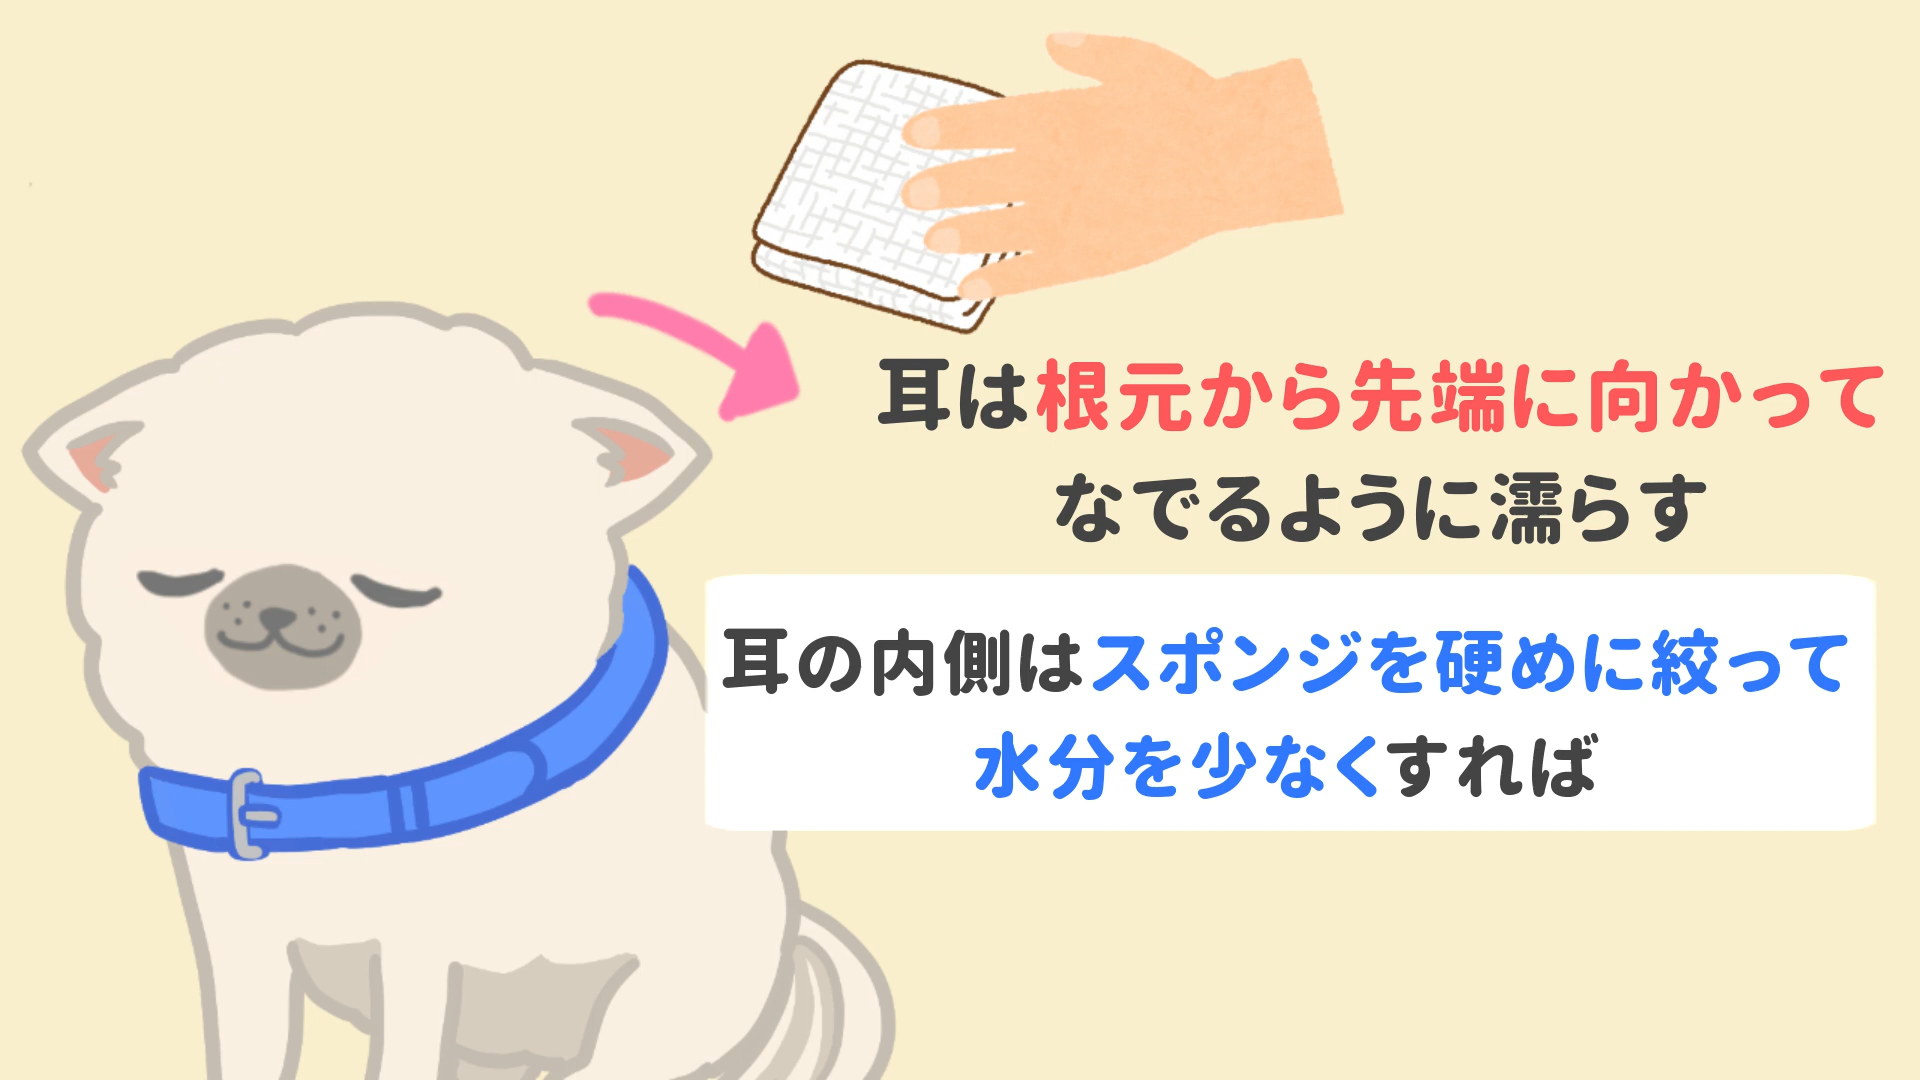 耳は根元から先端に向かって
なでるように濡らす
耳の内側はスポンジを硬めに絞って
水分を少なくすれば